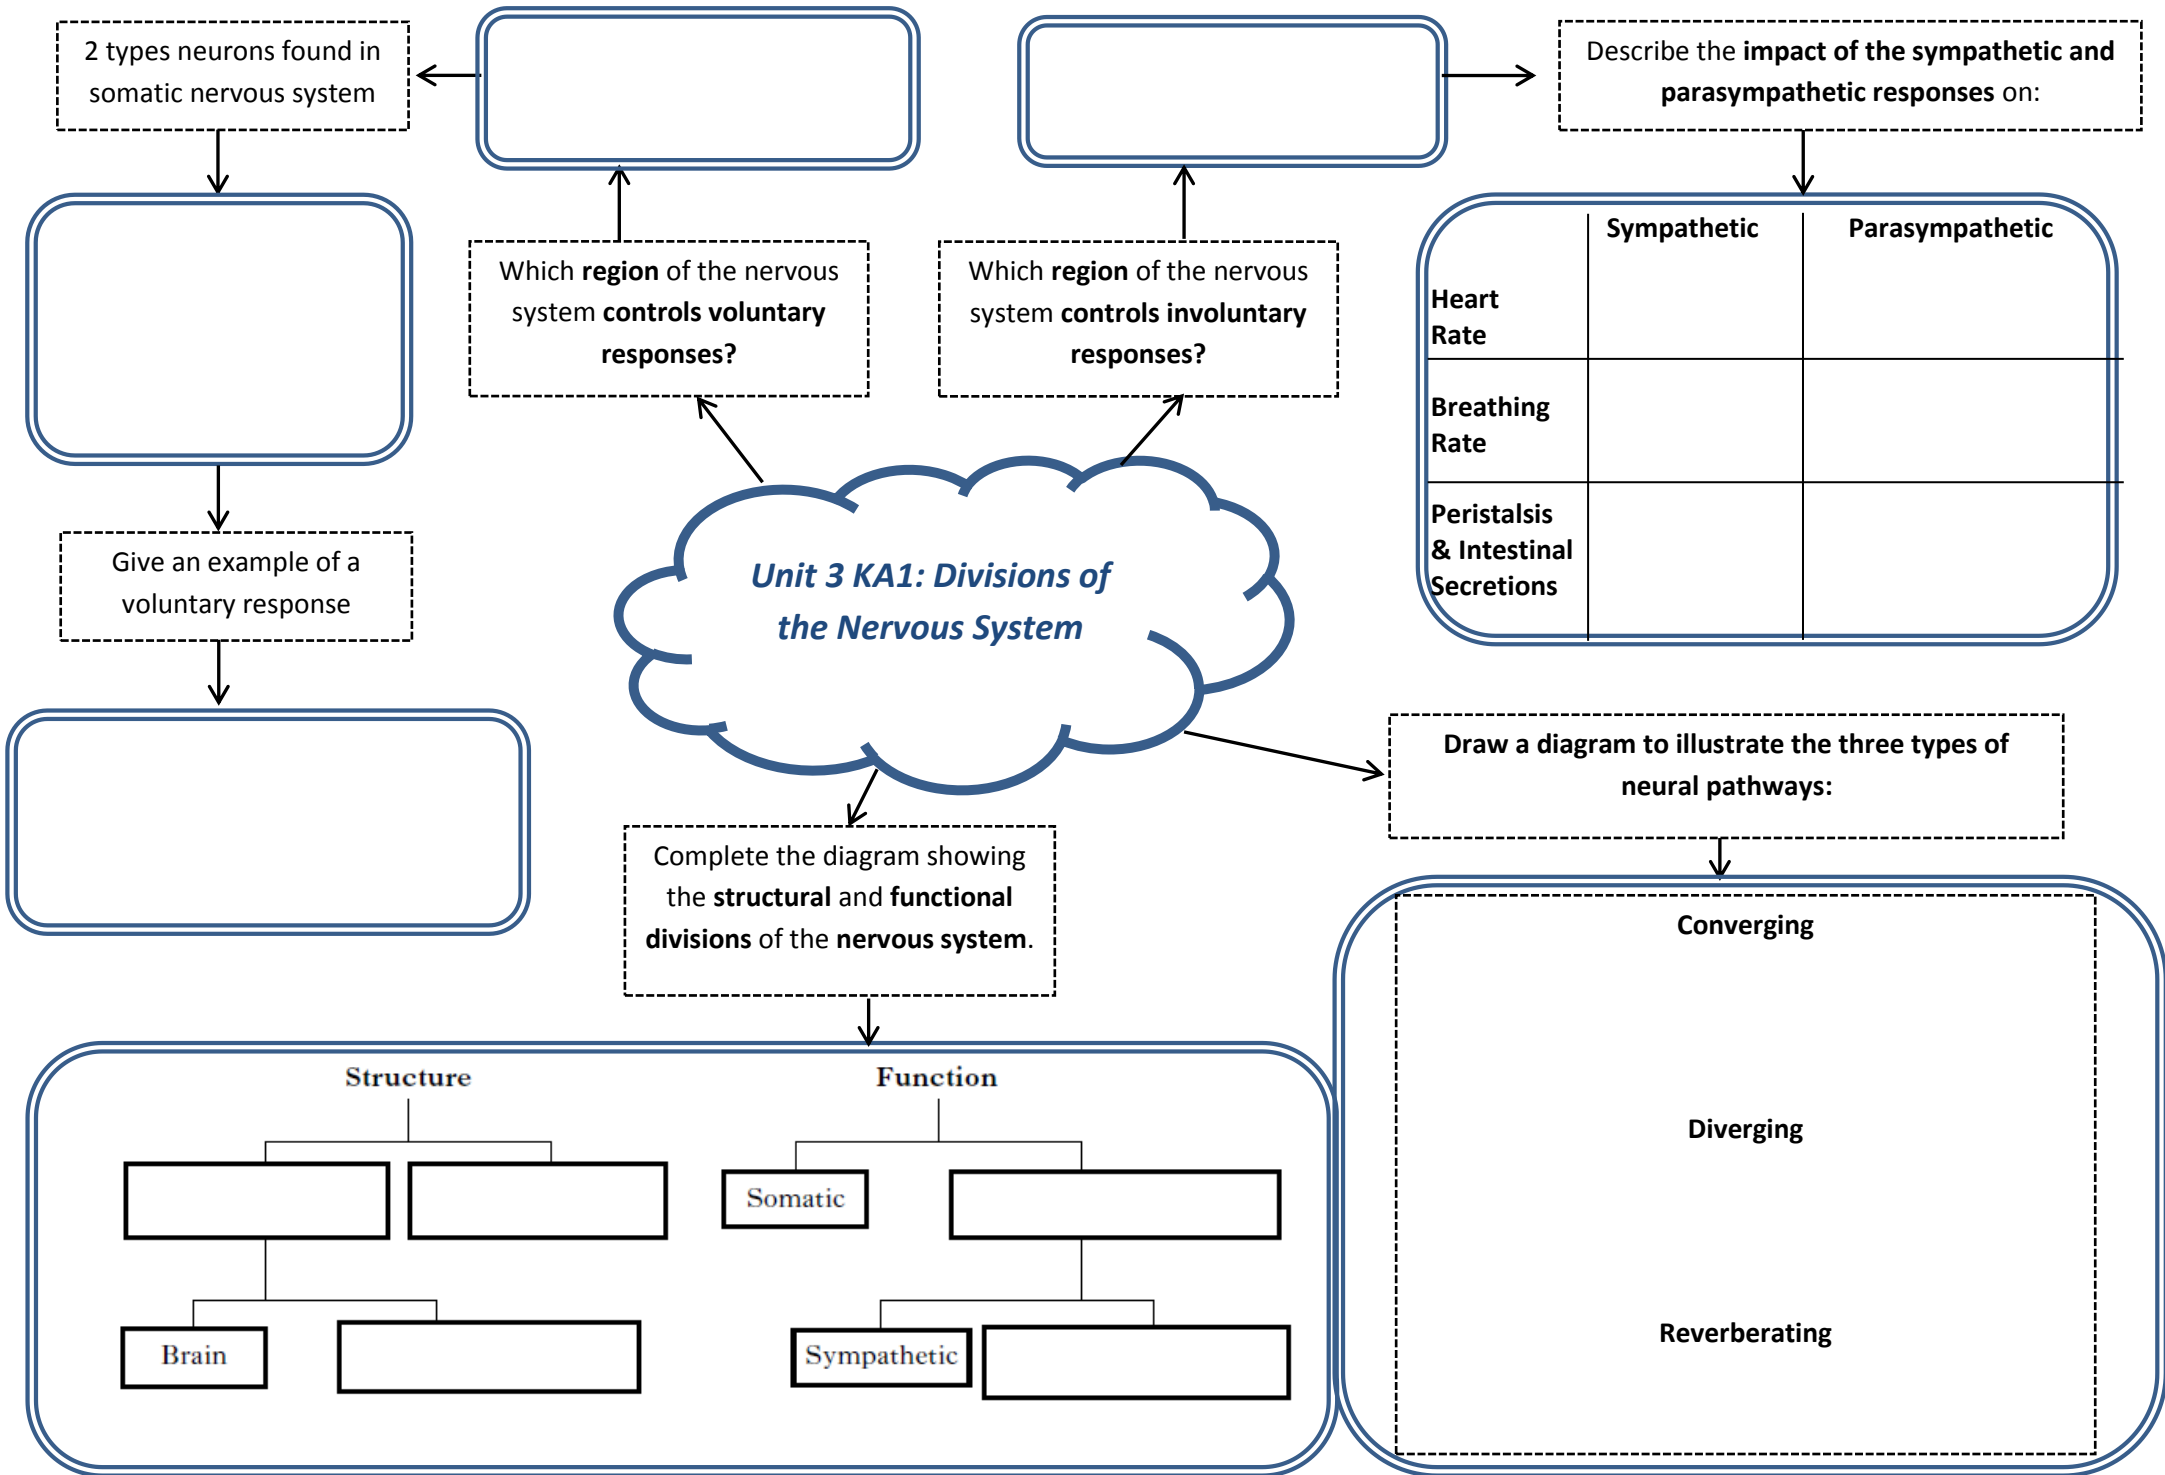 2 types neurons found in
somatic nervous system
Describe the impact of the sympathetic and
parasympathetic responses on:
Which region of the nervous
system controls voluntary
responses?
Which region of the nervous
system controls involuntary
responses?
Sympathetic
Parasympathetic
Heart
Rate
Breathing
Rate
Peristalsis
& Intestinal
Secretions
Give an example of a
voluntary response
Unit 3 KA1: Divisions of
the Nervous System
Draw a diagram to illustrate the three types of
neural pathways:
Complete the diagram showing
the structural and functional
divisions of the nervous system.
Converging
Diverging
Reverberating
Structure
Function
Somatic
Brain
Sympathetic